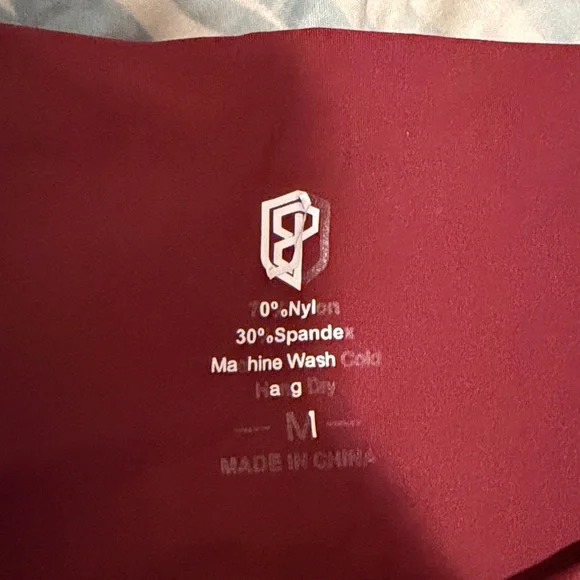 70%Nylon
30%Spandex
Machine Wash Cold
Hang Dry
M
MADE IN CHINA